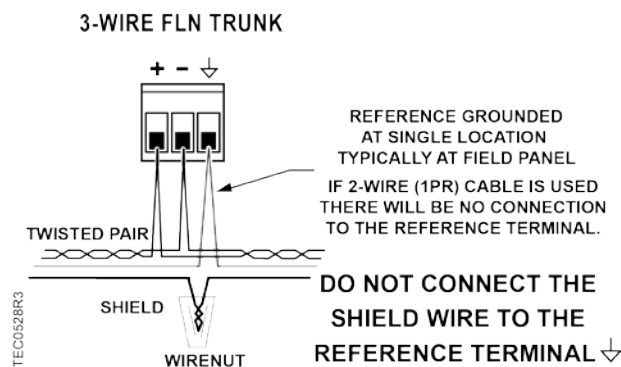 3-WIRE FLN TRUNK
+ -
REFERENCE GROUNDED
AT SINGLE LOCATION
TYPICALLY AT FIELD PANEL
IF 2-WIRE (1PR) CABLE IS USED
THERE WILL BE NO CONNECTION
TO THE REFERENCE TERMINAL.
TWISTED PAIR
DO NOT CONNECT THE
SHIELD WIRE TO THE
REFERENCE TERMINAL
SHIELD
WIRENUT
TEC0528R3